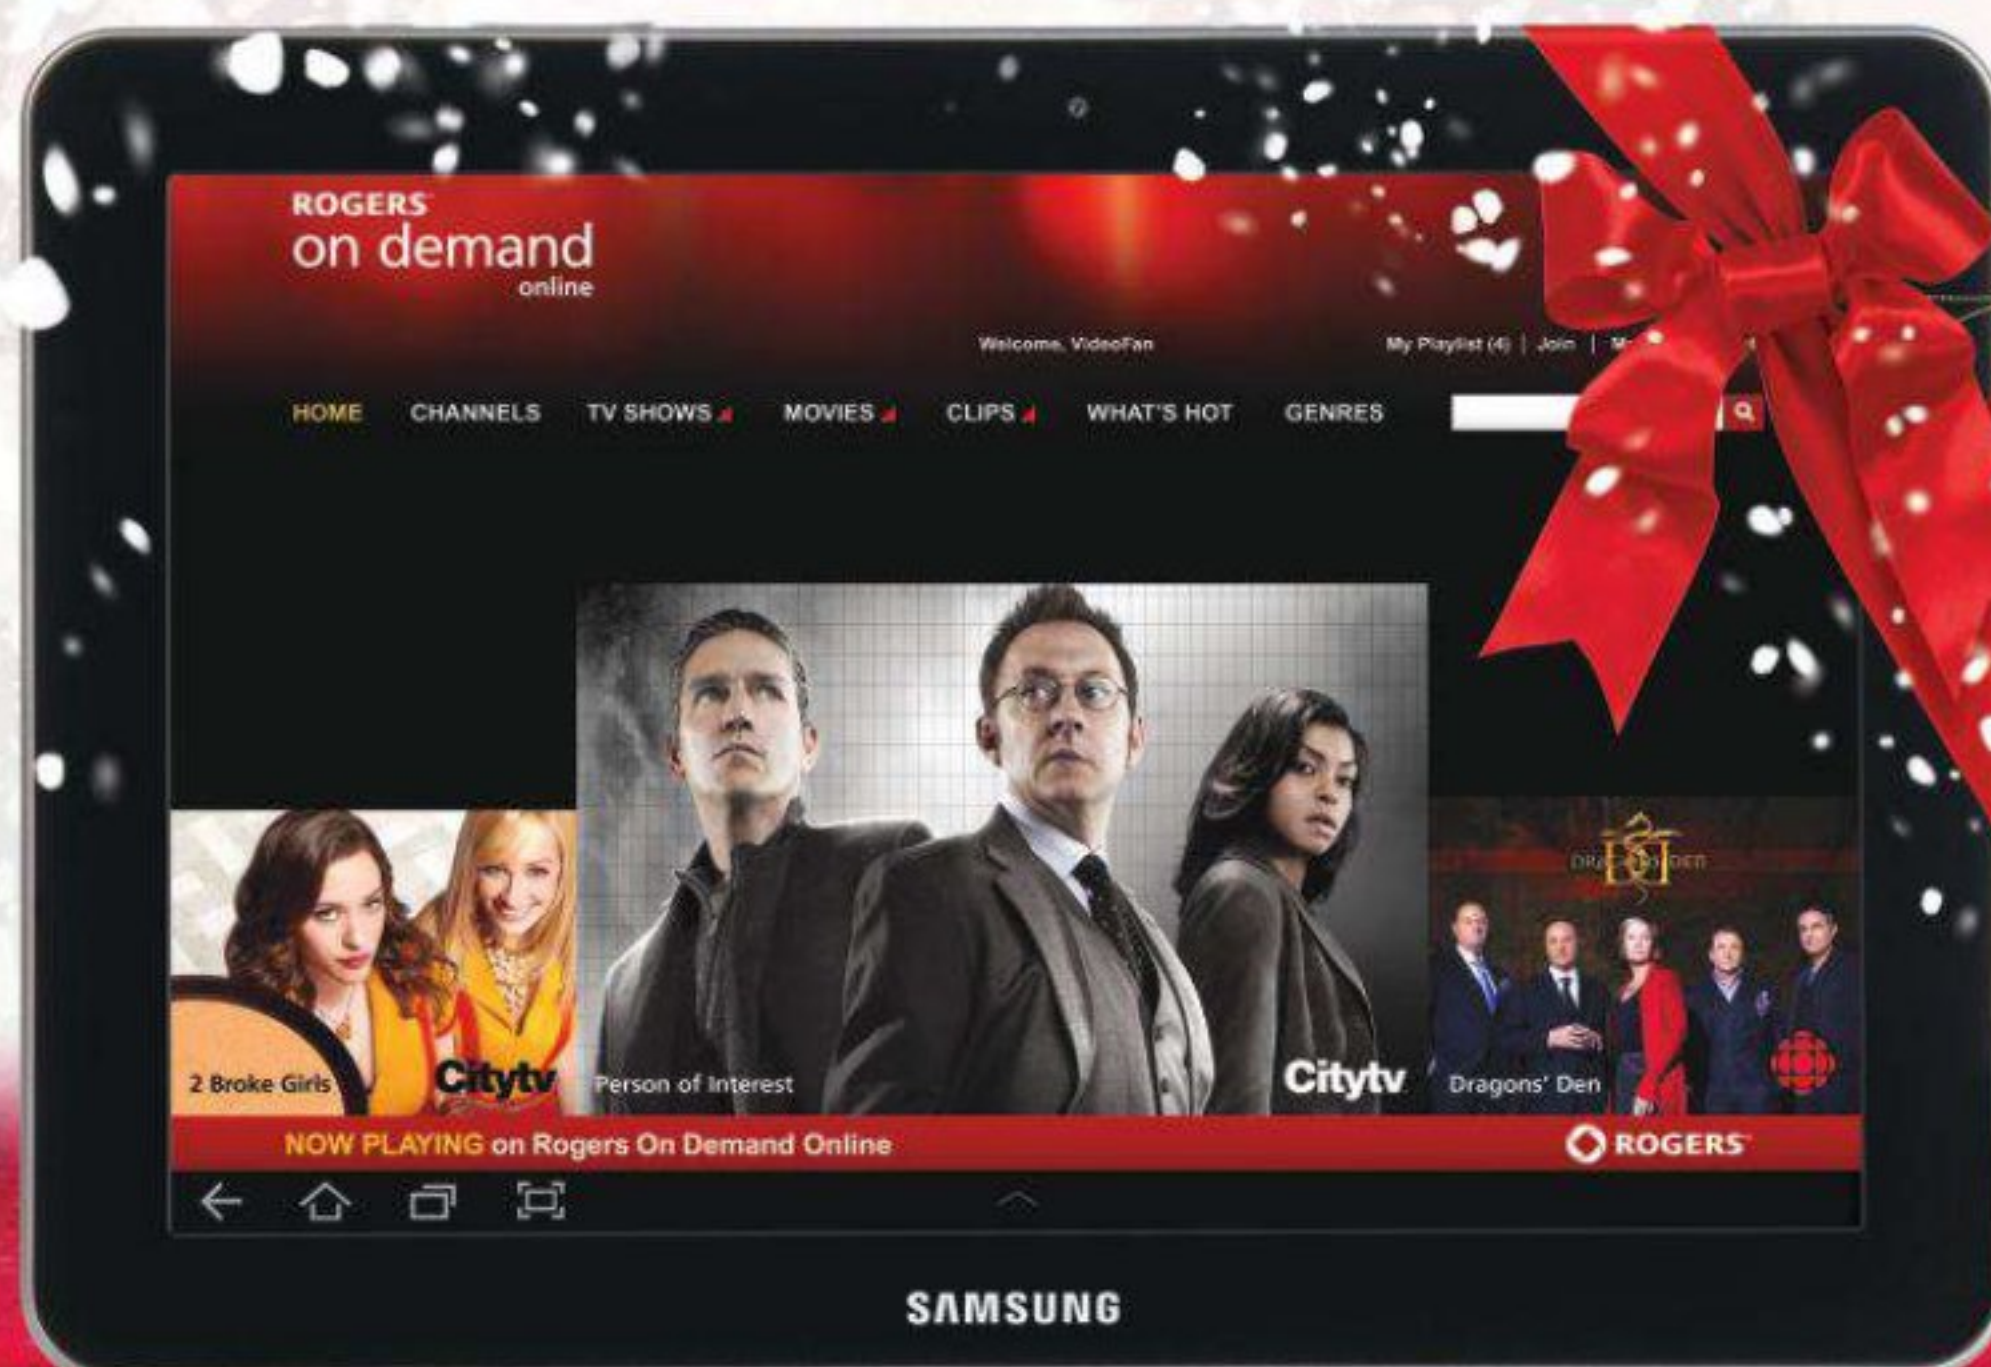 ROGERS
on demand
online
Welcome, VideoFan
My Playlist (4) | Join |
HOME CHANNELS TV SHOWS MOVIES CLIPS WHAT'S HOT GENRES
DRAGONS' DEN
2 Broke Girls
Citytv
Person of Interest
Citytv
Dragons' Den
NOW PLAYING on Rogers On Demand Online
ROGERS
SAMSUNG